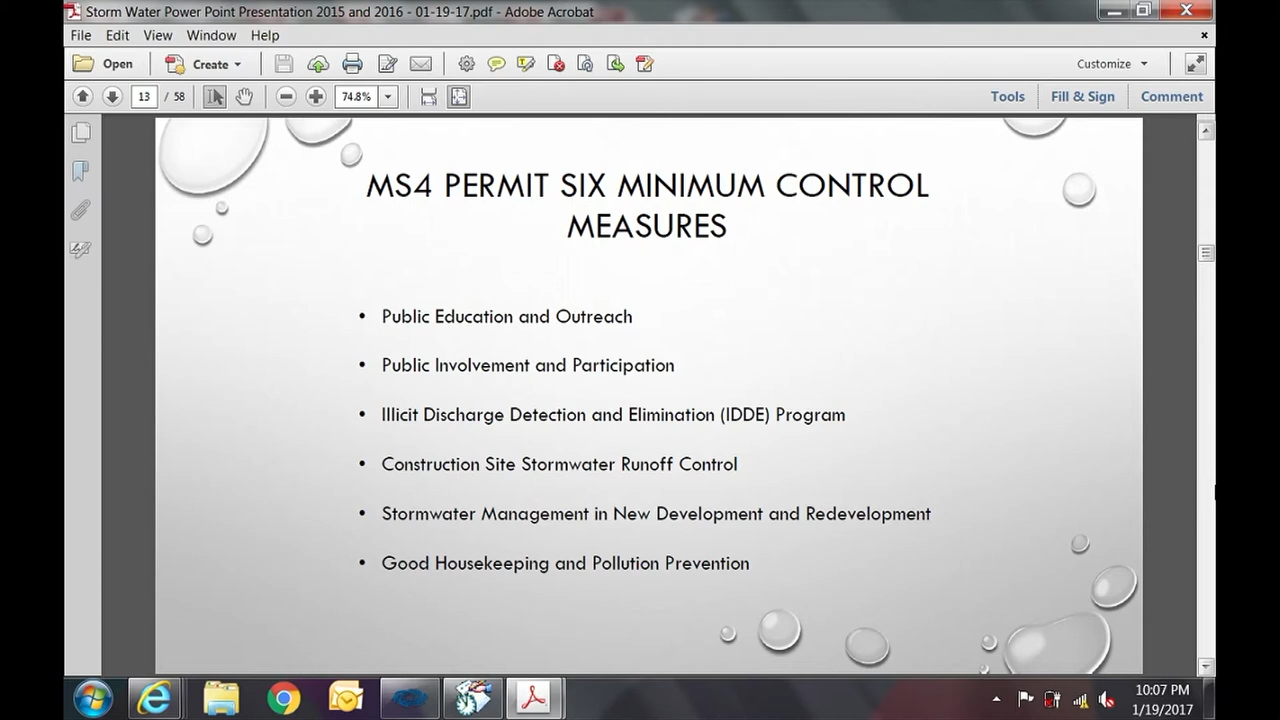 Storm Water Power Point Presentation 2015 and 2016 - 01-19-17.pdf - Adobe Acrobat
File Edit View Window Help
Open Create Customize
13 / 58 74.8% Tools Fill & Sign Comment
MS4 PERMIT SIX MINIMUM CONTROL
MEASURES
• Public Education and Outreach
• Public Involvement and Participation
• Illicit Discharge Detection and Elimination (IDDE) Program
• Construction Site Stormwater Runoff Control
• Stormwater Management in New Development and Redevelopment
• Good Housekeeping and Pollution Prevention
10:07 PM
1/19/2017